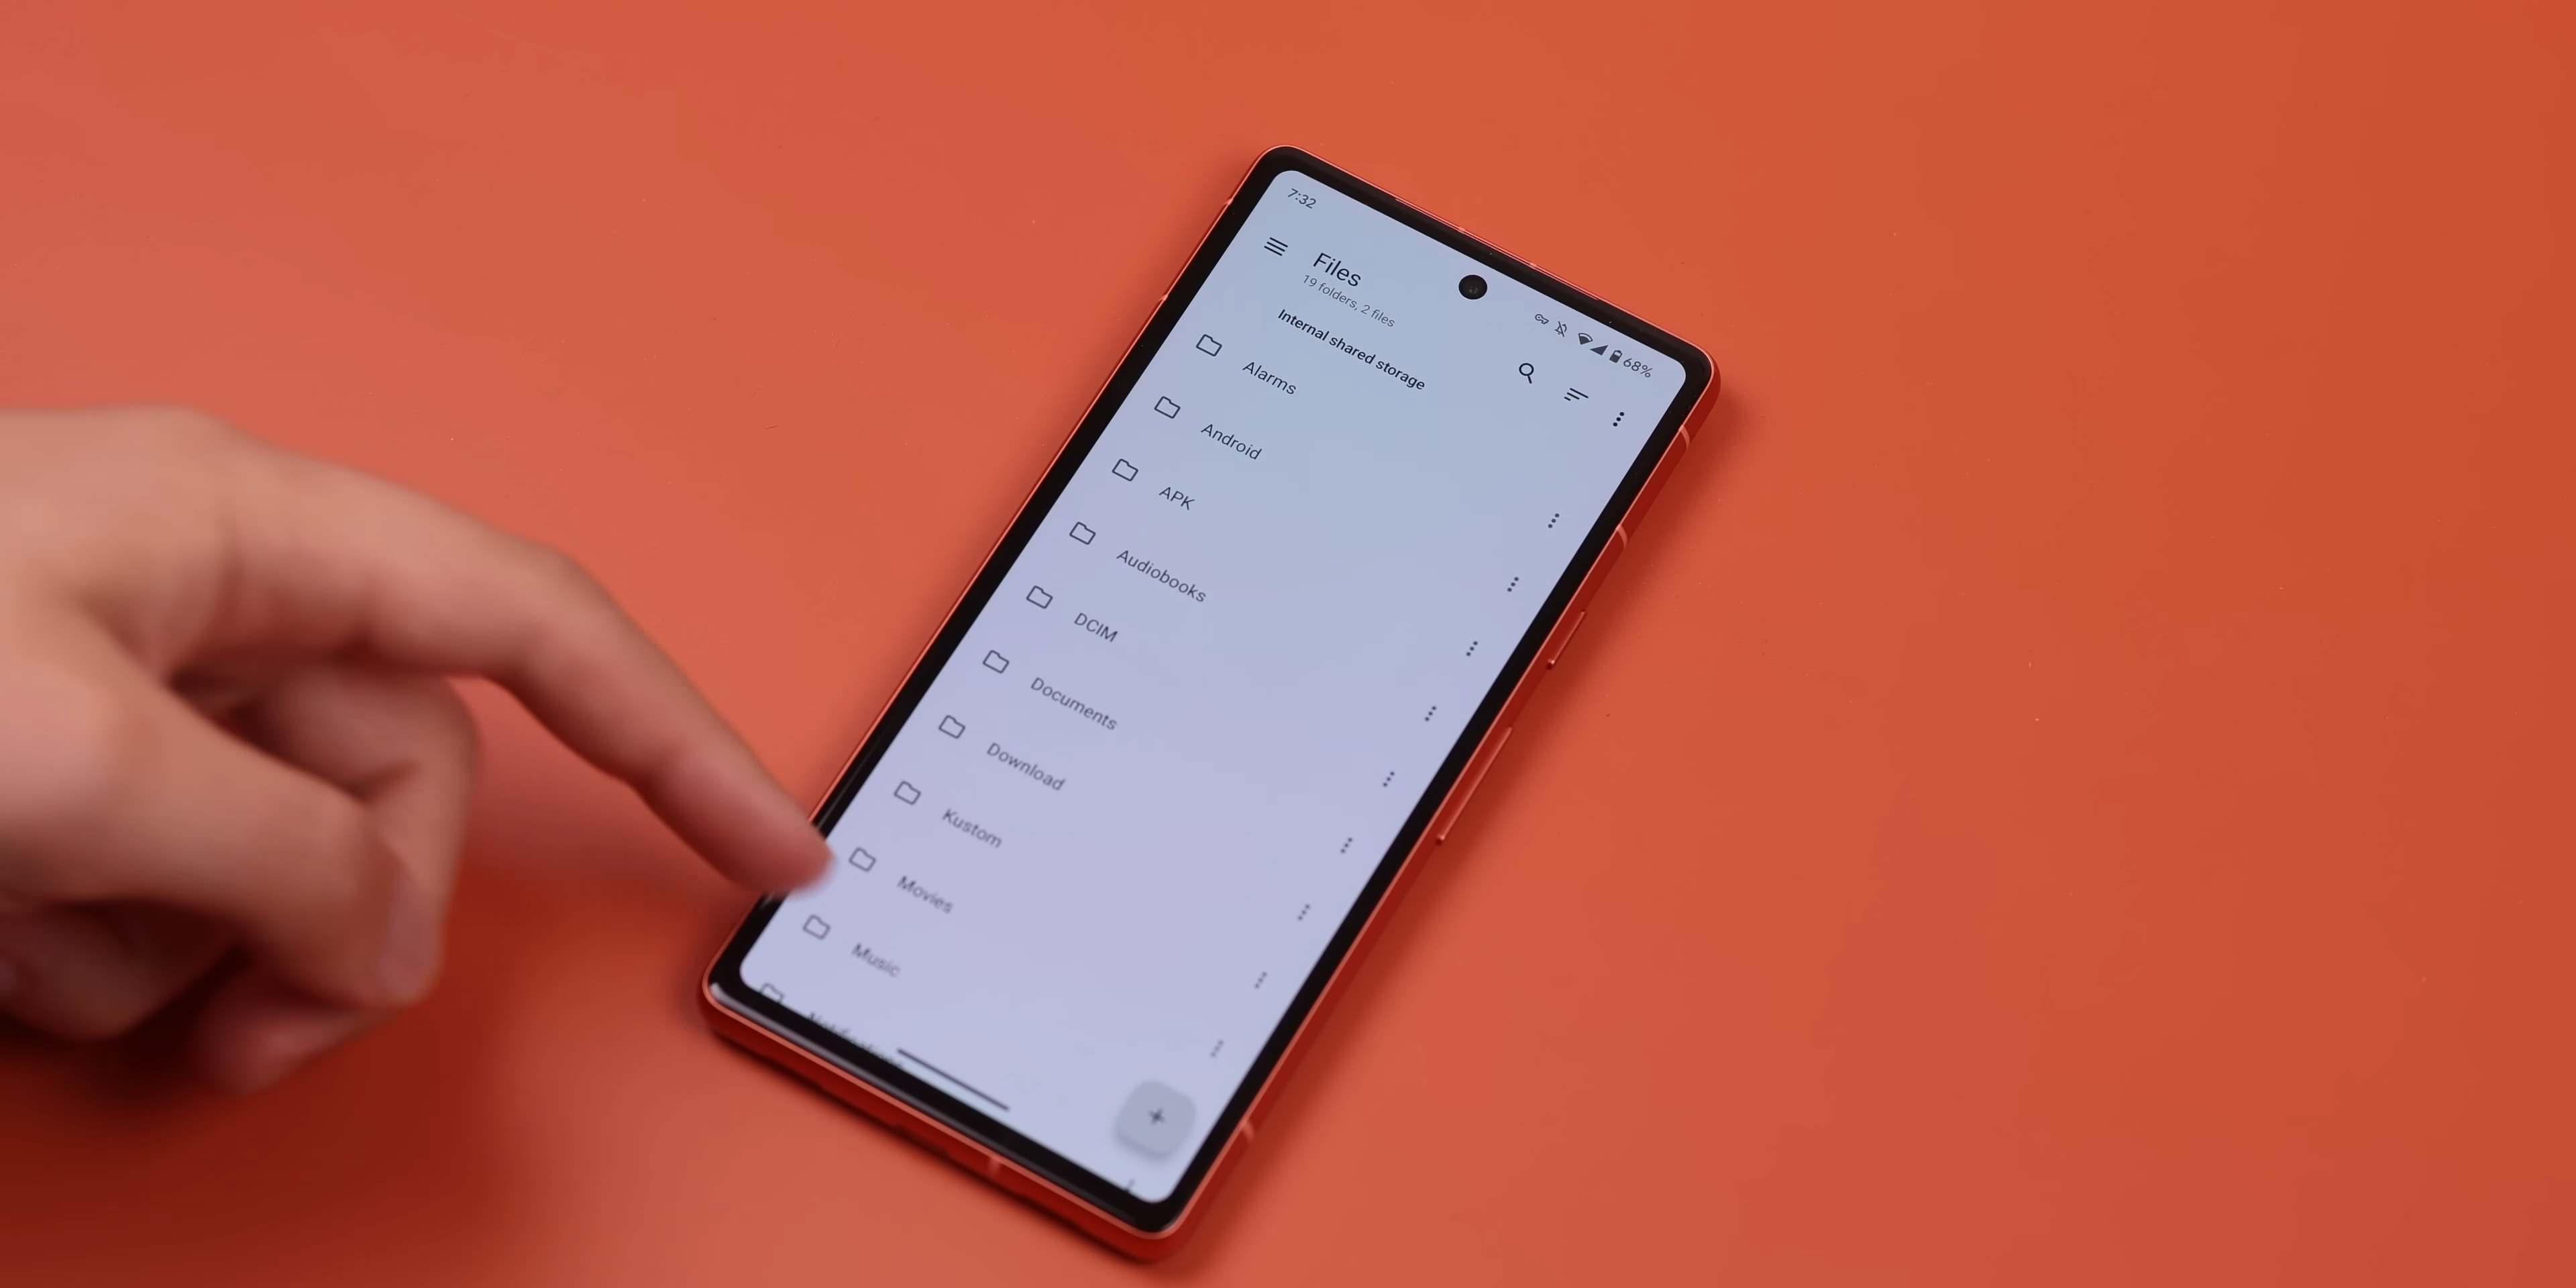 7:32
68%
Files
19 folders, 2 files
Internal shared storage
Alarms
Android
APK
Audiobooks
DCIM
Documents
Download
Kustom
Movies
Music
Notifications